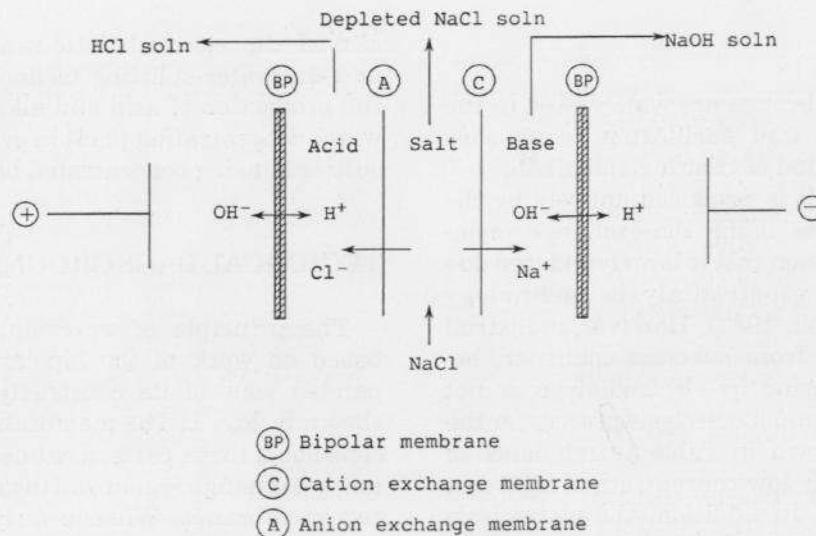 Depleted NaCl soln
HCl soln
NaOH soln
BP
A
C
BP
Acid
Salt
Base
+
OH⁻
H⁺
OH⁻
H⁺
−
Cl⁻
Na⁺
NaCl
BP Bipolar membrane
C Cation exchange membrane
A Anion exchange membrane